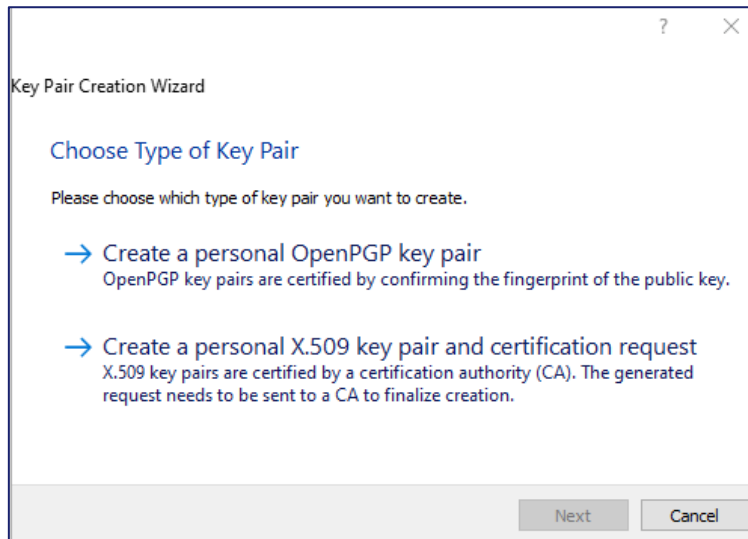 ?
Key Pair Creation Wizard
Choose Type of Key Pair
Please choose which type of key pair you want to create.
→ Create a personal OpenPGP key pair
OpenPGP key pairs are certified by confirming the fingerprint of the public key.
→ Create a personal X.509 key pair and certification request
X.509 key pairs are certified by a certification authority (CA). The generated
request needs to be sent to a CA to finalize creation.
Next Cancel